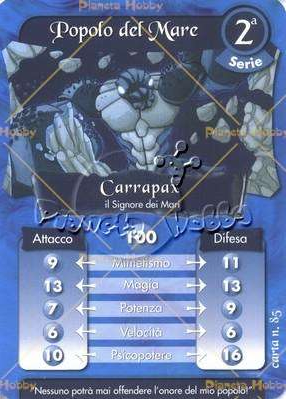 Pianeta Hobby
Popolo del Mare
2a
Serie
Carrapax
il Signore dei Mari
Pianeta Hobby
Attacco
100
Difesa
9 Mimetismo 11
13 Magia 13
7 Potenza 9
6 Velocità 6
10 Psicopotere 16
carta n. 85
"Nessuno potrà mai offendere l'onore del mio popolo!"